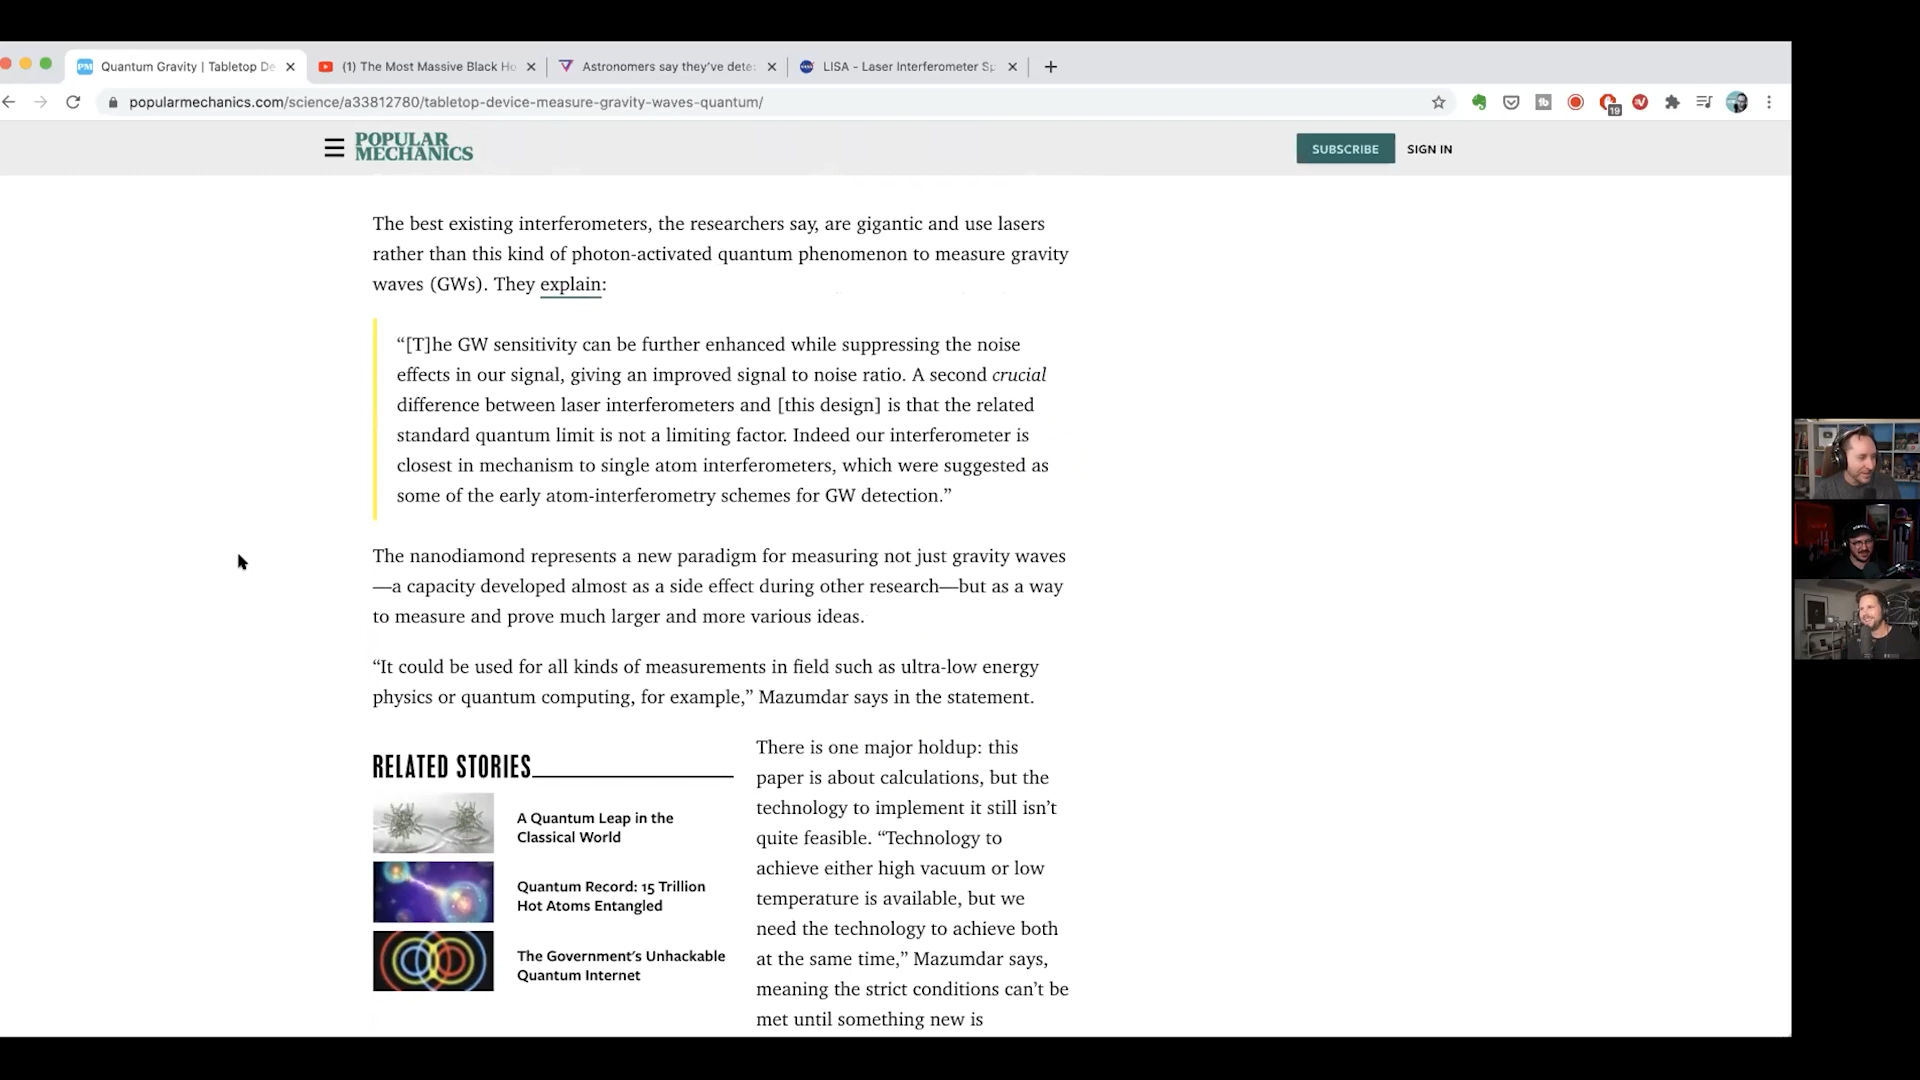 Quantum Gravity | Tabletop De
(1) The Most Massive Black Ho
Astronomers say they've dete
LISA - Laser Interferometer Sp
popularmechanics.com/science/a33812780/tabletop-device-measure-gravity-waves-quantum/
19
POPULAR
MECHANICS
SUBSCRIBE
SIGN IN
The best existing interferometers, the researchers say, are gigantic and use lasers
rather than this kind of photon-activated quantum phenomenon to measure gravity
waves (GWs). They explain:
“[T]he GW sensitivity can be further enhanced while suppressing the noise
effects in our signal, giving an improved signal to noise ratio. A second crucial
difference between laser interferometers and [this design] is that the related
standard quantum limit is not a limiting factor. Indeed our interferometer is
closest in mechanism to single atom interferometers, which were suggested as
some of the early atom-interferometry schemes for GW detection.”
The nanodiamond represents a new paradigm for measuring not just gravity waves
—a capacity developed almost as a side effect during other research—but as a way
to measure and prove much larger and more various ideas.
“It could be used for all kinds of measurements in field such as ultra-low energy
physics or quantum computing, for example,” Mazumdar says in the statement.
RELATED STORIES
A Quantum Leap in the
Classical World
Quantum Record: 15 Trillion
Hot Atoms Entangled
The Government's Unhackable
Quantum Internet
There is one major holdup: this
paper is about calculations, but the
technology to implement it still isn’t
quite feasible. “Technology to
achieve either high vacuum or low
temperature is available, but we
need the technology to achieve both
at the same time,” Mazumdar says,
meaning the strict conditions can’t be
met until something new is